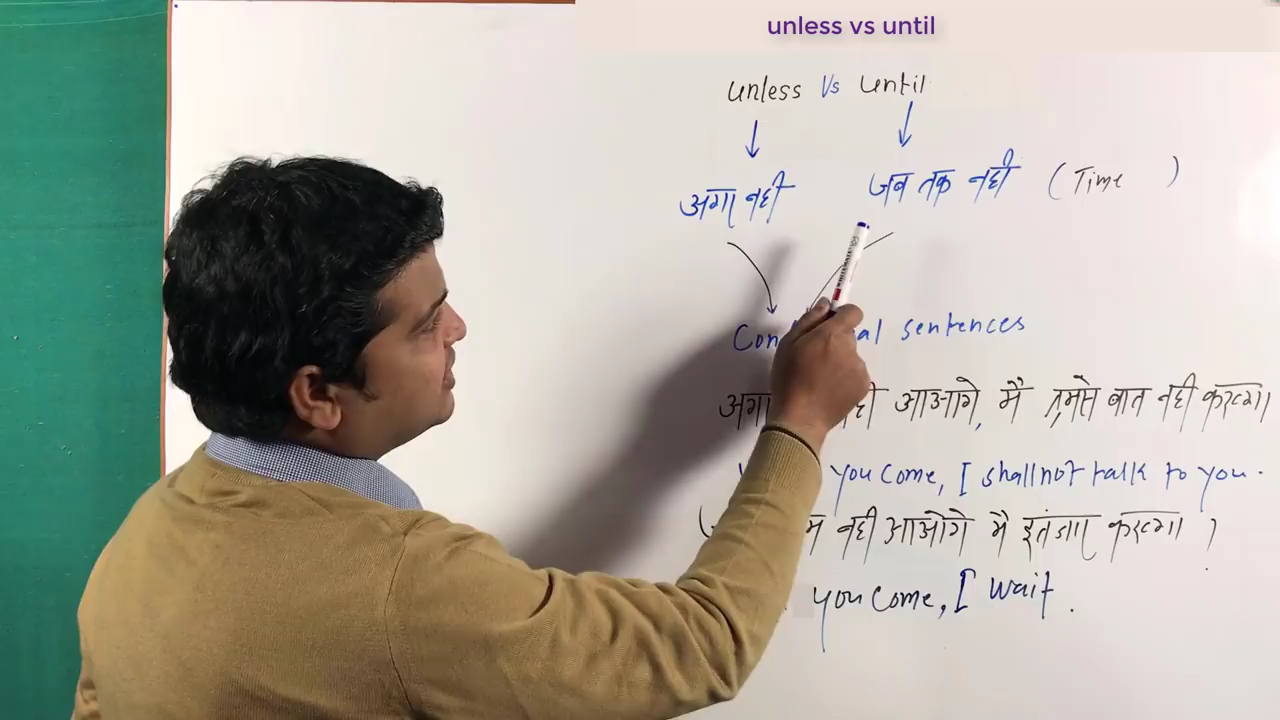 unless vs until
unless Vs until
अगर नहीं जब तक नहीं (Time )
sentences
आओगे, मैं तुमसे बात नहीं करूंगा
you come, I shall not talk to you.
नहीं आओगे मैं इंतजार करूंगा ।
you come, I wait.